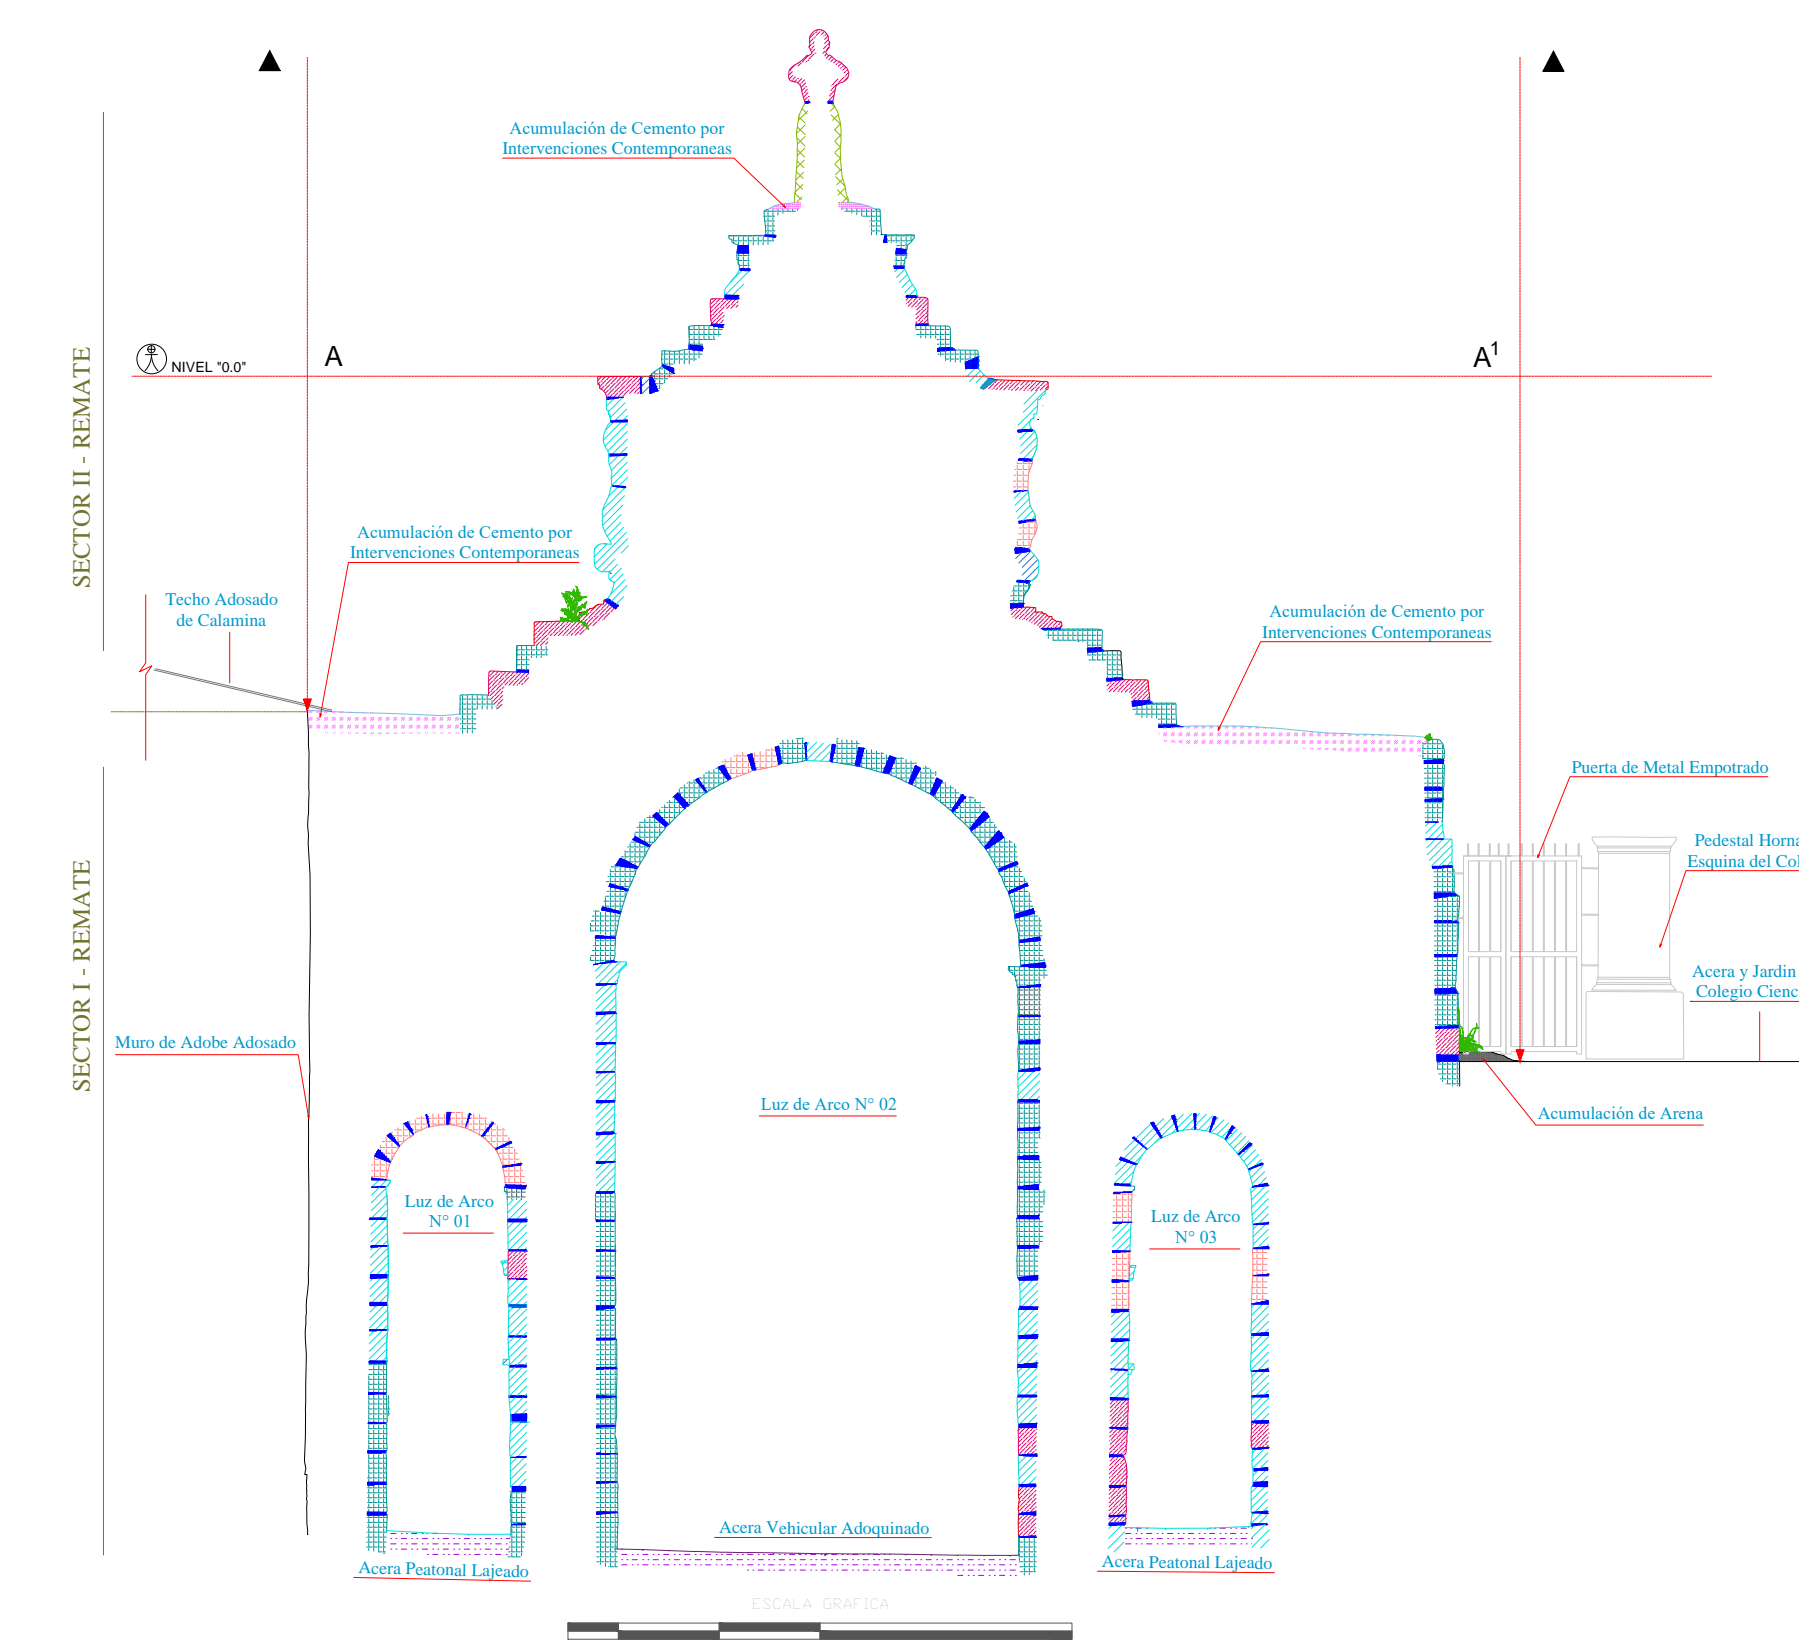 Acumulación de Cemento por
Intervenciones Contemporaneas
NIVEL "0.0"
A
A¹
SECTOR II - REMATE
Acumulación de Cemento por
Intervenciones Contemporaneas
Techo Adosado
de Calamina
Acumulación de Cemento por
Intervenciones Contemporaneas
Puerta de Metal Empotrado
Pedestal Horna
Esquina del Col
SECTOR I - REMATE
Acera y Jardin
Colegio Cienc
Muro de Adobe Adosado
Luz de Arco N° 02
Acumulación de Arena
Luz de Arco
N° 01
Luz de Arco
N° 03
Acera Vehicular Adoquinado
Acera Peatonal Lajeado
Acera Peatonal Lajeado
ESCALA GRAFICA